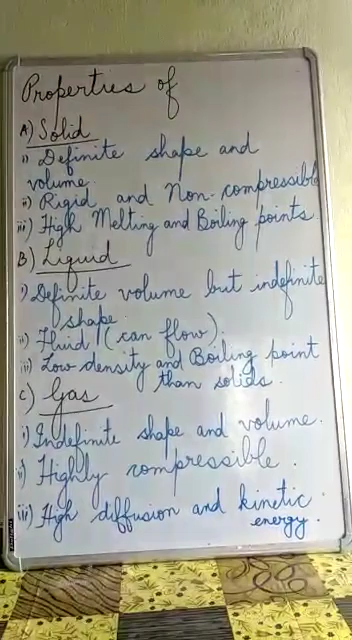 Properties of
A) Solid
i) Definite shape and
volume
ii) Rigid and Non-compressible
iii) High Melting and Boiling points
B) Liquid
i) Definite volume but indefinite
shape
ii) Fluid (can flow).
iii) Low density and Boiling point
than solids.
C) Gas
i) Indefinite shape and volume.
ii) Highly compressible.
iii) High diffusion and kinetic
energy.